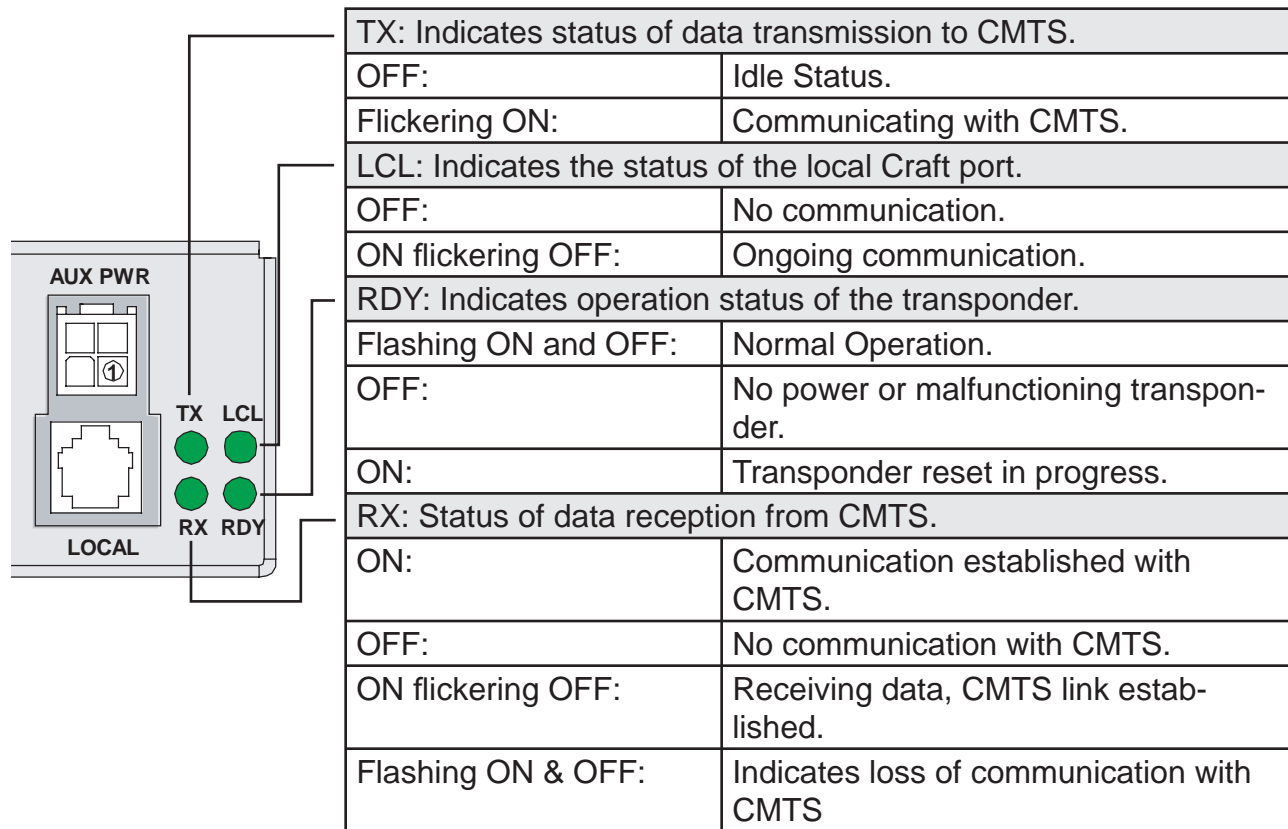 TX: Indicates status of data transmission to CMTS.
OFF: Idle Status.
Flickering ON: Communicating with CMTS.
LCL: Indicates the status of the local Craft port.
OFF: No communication.
ON flickering OFF: Ongoing communication.
RDY: Indicates operation status of the transponder.
Flashing ON and OFF: Normal Operation.
OFF: No power or malfunctioning transpon-
der.
ON: Transponder reset in progress.
RX: Status of data reception from CMTS.
ON: Communication established with
CMTS.
OFF: No communication with CMTS.
ON flickering OFF: Receiving data, CMTS link estab-
lished.
Flashing ON & OFF: Indicates loss of communication with
CMTS
AUX PWR
1
TX LCL
RX RDY
LOCAL